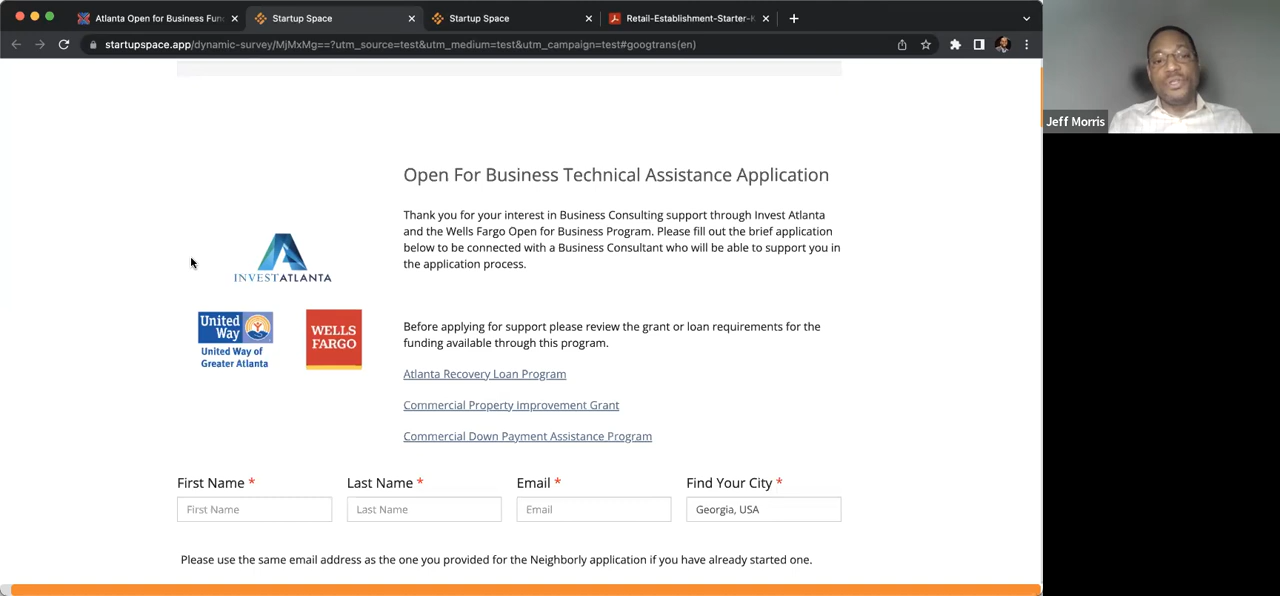 Atlanta Open for Business Fun
Startup Space
Startup Space
Retail-Establishment-Starter-K
startupspace.app/dynamic-survey/MjMxMg==?utm_source=test&utm_medium=test&utm_campaign=test#googtrans(en)
Jeff Morris
Open For Business Technical Assistance Application
Thank you for your interest in Business Consulting support through Invest Atlanta
and the Wells Fargo Open for Business Program. Please fill out the brief application
below to be connected with a Business Consultant who will be able to support you in
the application process.
INVESTATLANTA
United
Way
United Way of
Greater Atlanta
WELLS
FARGO
Before applying for support please review the grant or loan requirements for the
funding available through this program.
Atlanta Recovery Loan Program
Commercial Property Improvement Grant
Commercial Down Payment Assistance Program
First Name *
Last Name *
Email *
Find Your City *
First Name
Last Name
Email
Georgia, USA
Please use the same email address as the one you provided for the Neighborly application if you have already started one.